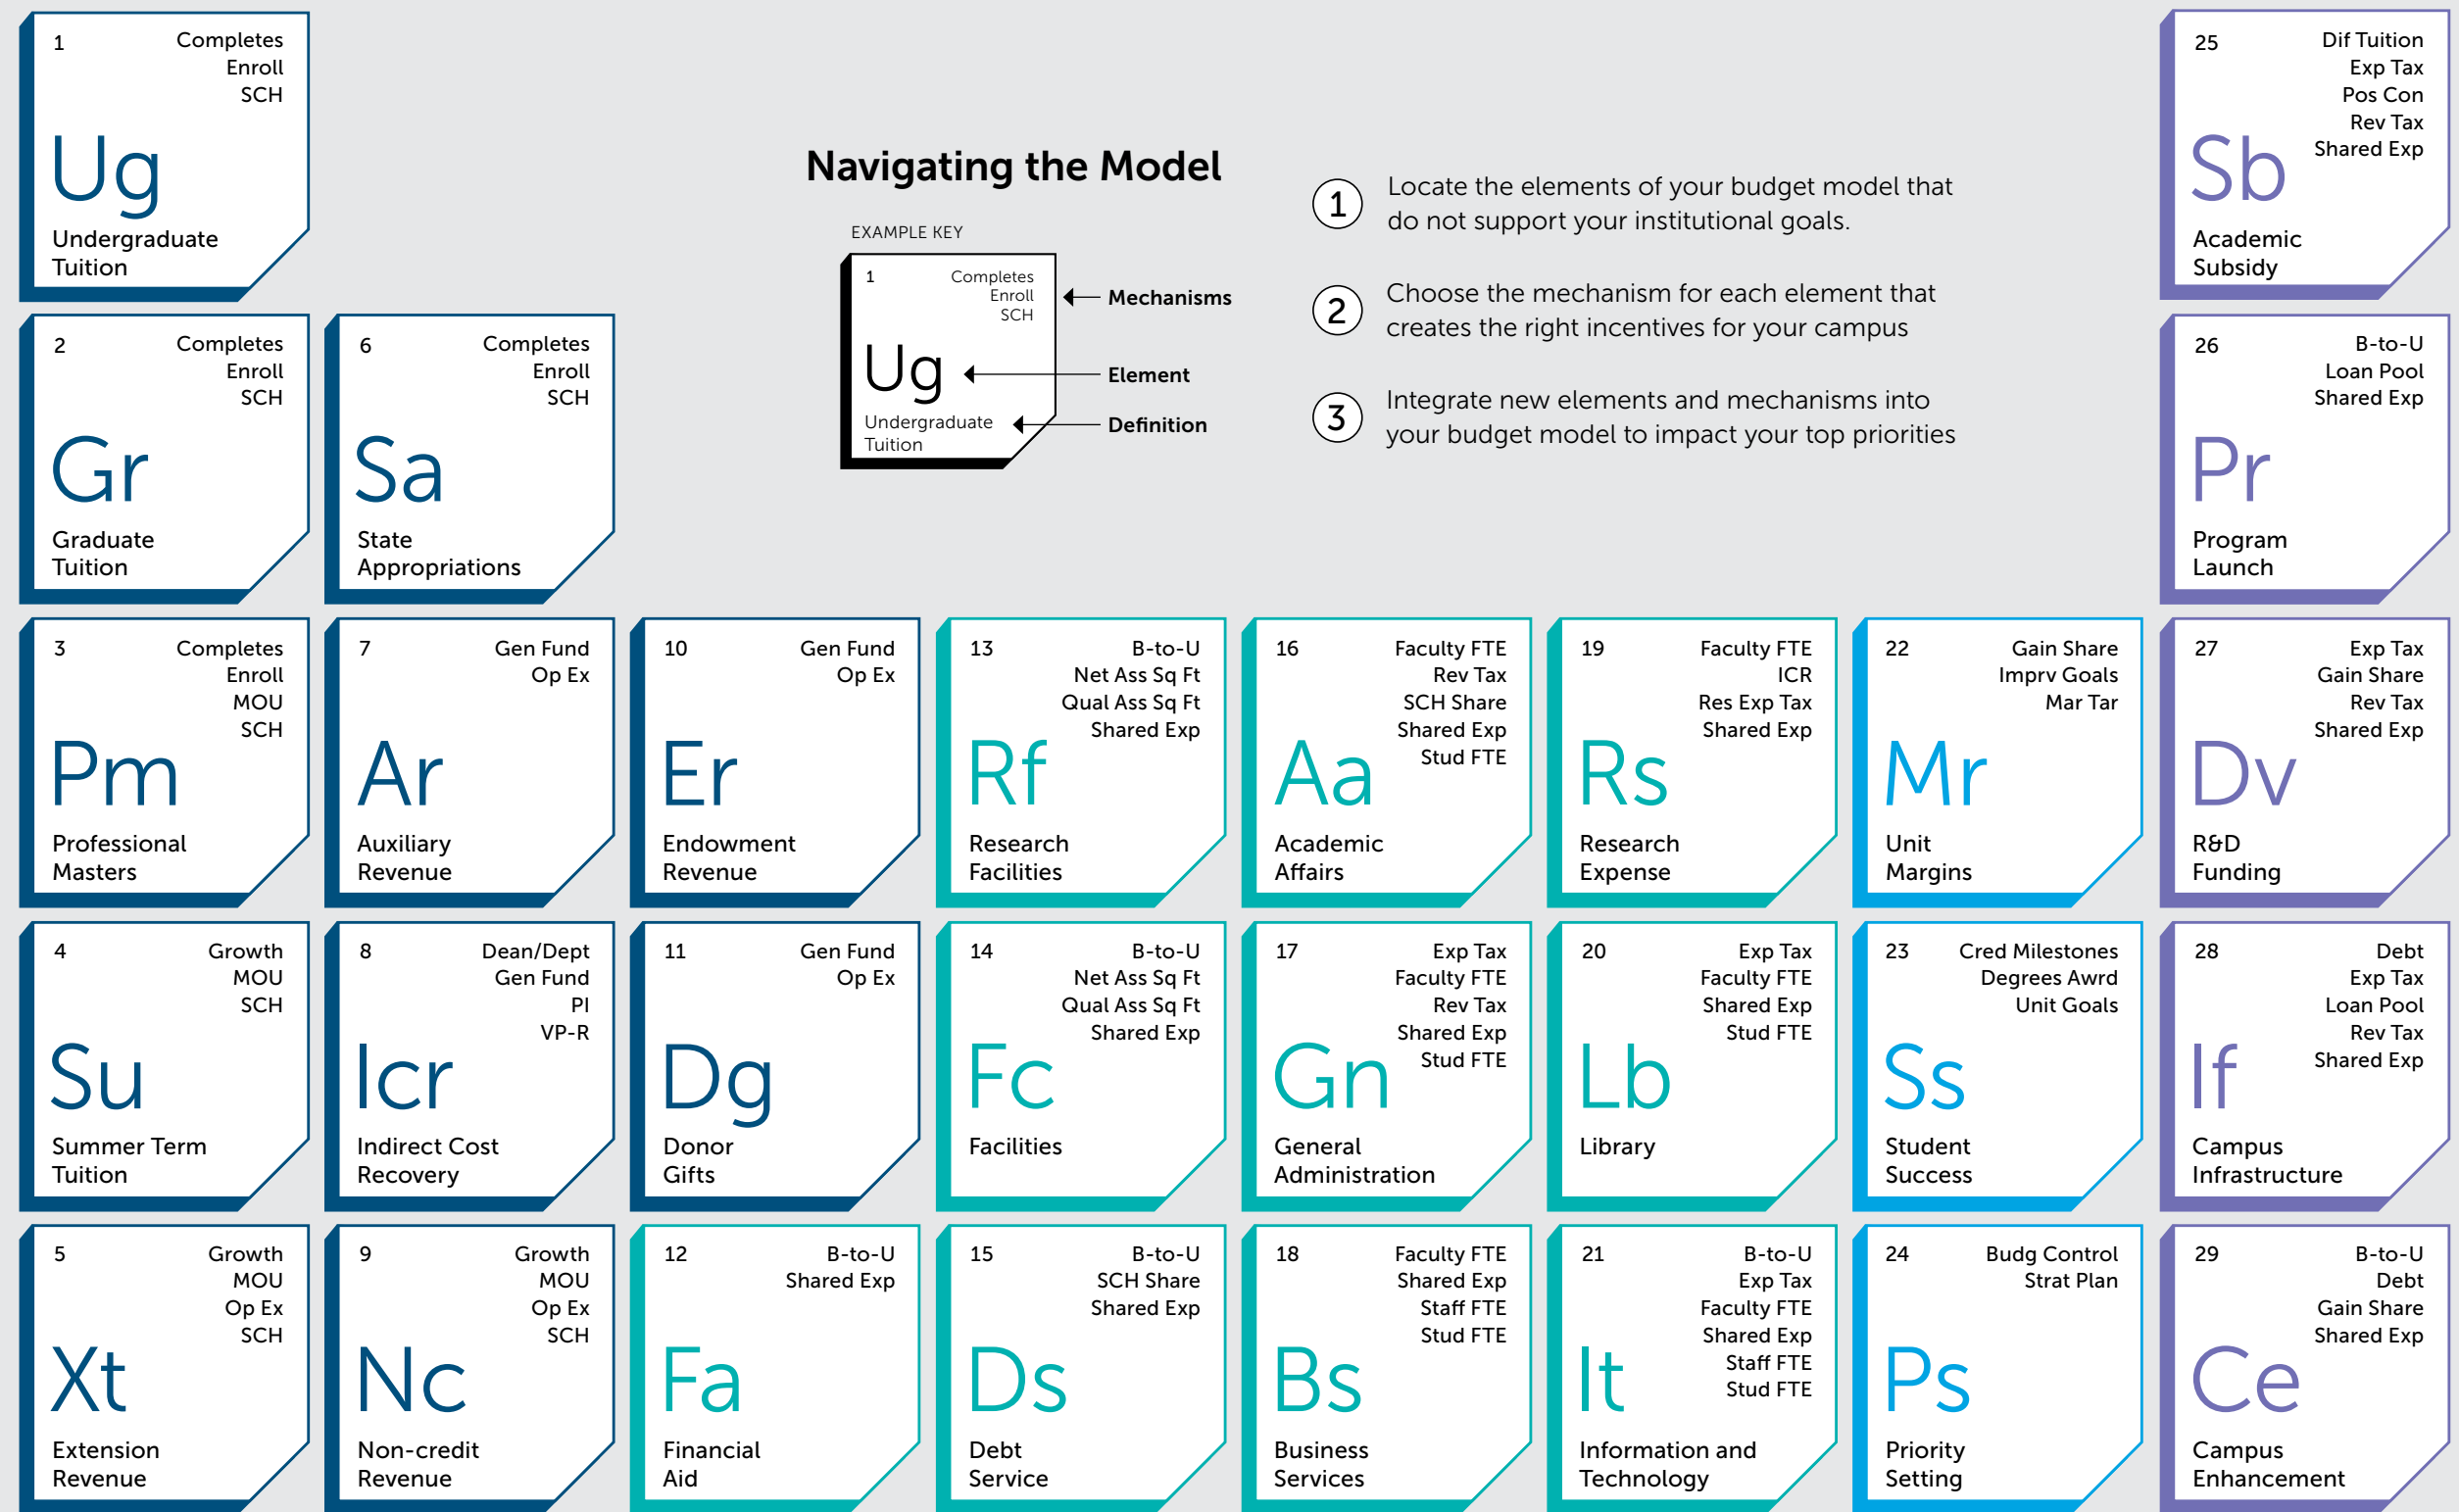 1
Completes
Enroll
SCH
Ug
Undergraduate
Tuition
Navigating the Model
EXAMPLE KEY
1
Completes
Enroll
SCH
Ug
Undergraduate
Tuition
Mechanisms
Element
Definition
1
Locate the elements of your budget model that
do not support your institutional goals.
2
Choose the mechanism for each element that
creates the right incentives for your campus
3
Integrate new elements and mechanisms into
your budget model to impact your top priorities
25
Dif Tuition
Exp Tax
Pos Con
Rev Tax
Shared Exp
Sb
Academic
Subsidy
2
Completes
Enroll
SCH
Gr
Graduate
Tuition
6
Completes
Enroll
SCH
Sa
State
Appropriations
26
B-to-U
Loan Pool
Shared Exp
Pr
Program
Launch
3
Completes
Enroll
MOU
SCH
Pm
Professional
Masters
7
Gen Fund
Op Ex
Ar
Auxiliary
Revenue
10
Gen Fund
Op Ex
Er
Endowment
Revenue
13
B-to-U
Net Ass Sq Ft
Qual Ass Sq Ft
Shared Exp
Rf
Research
Facilities
16
Faculty FTE
Rev Tax
SCH Share
Shared Exp
Stud FTE
Aa
Academic
Affairs
19
Faculty FTE
ICR
Res Exp Tax
Shared Exp
Rs
Research
Expense
22
Gain Share
Imprv Goals
Mar Tar
Mr
Unit
Margins
27
Exp Tax
Gain Share
Rev Tax
Shared Exp
Dv
R&D
Funding
4
Growth
MOU
SCH
Su
Summer Term
Tuition
8
Dean/Dept
Gen Fund
PI
VP-R
Icr
Indirect Cost
Recovery
11
Gen Fund
Op Ex
Dg
Donor
Gifts
14
B-to-U
Net Ass Sq Ft
Qual Ass Sq Ft
Shared Exp
Fc
Facilities
17
Exp Tax
Faculty FTE
Rev Tax
Shared Exp
Stud FTE
Gn
General
Administration
20
Exp Tax
Faculty FTE
Shared Exp
Stud FTE
Lb
Library
23
Cred Milestones
Degrees Awrd
Unit Goals
Ss
Student
Success
28
Debt
Exp Tax
Loan Pool
Rev Tax
Shared Exp
If
Campus
Infrastructure
5
Growth
MOU
Op Ex
SCH
Xt
Extension
Revenue
9
Growth
MOU
Op Ex
SCH
Nc
Non-credit
Revenue
12
B-to-U
Shared Exp
Fa
Financial
Aid
15
B-to-U
SCH Share
Shared Exp
Ds
Debt
Service
18
Faculty FTE
Shared Exp
Staff FTE
Stud FTE
Bs
Business
Services
21
B-to-U
Exp Tax
Faculty FTE
Shared Exp
Staff FTE
Stud FTE
It
Information and
Technology
24
Budg Control
Strat Plan
Ps
Priority
Setting
29
B-to-U
Debt
Gain Share
Shared Exp
Ce
Campus
Enhancement